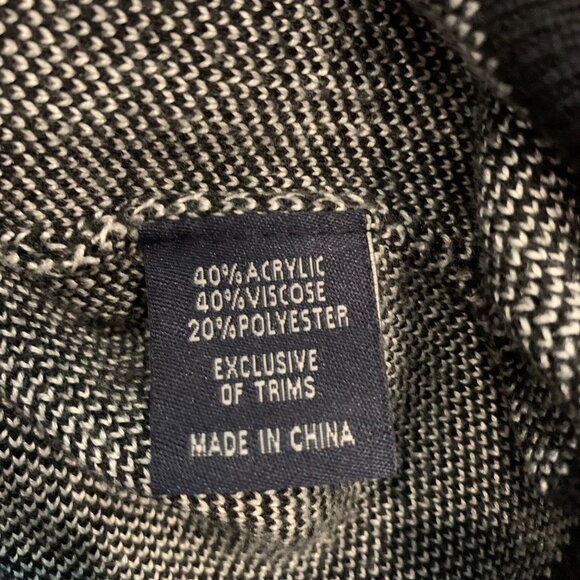 40% ACRYLIC
40% VISCOSE
20% POLYESTER
EXCLUSIVE
OF TRIMS
MADE IN CHINA